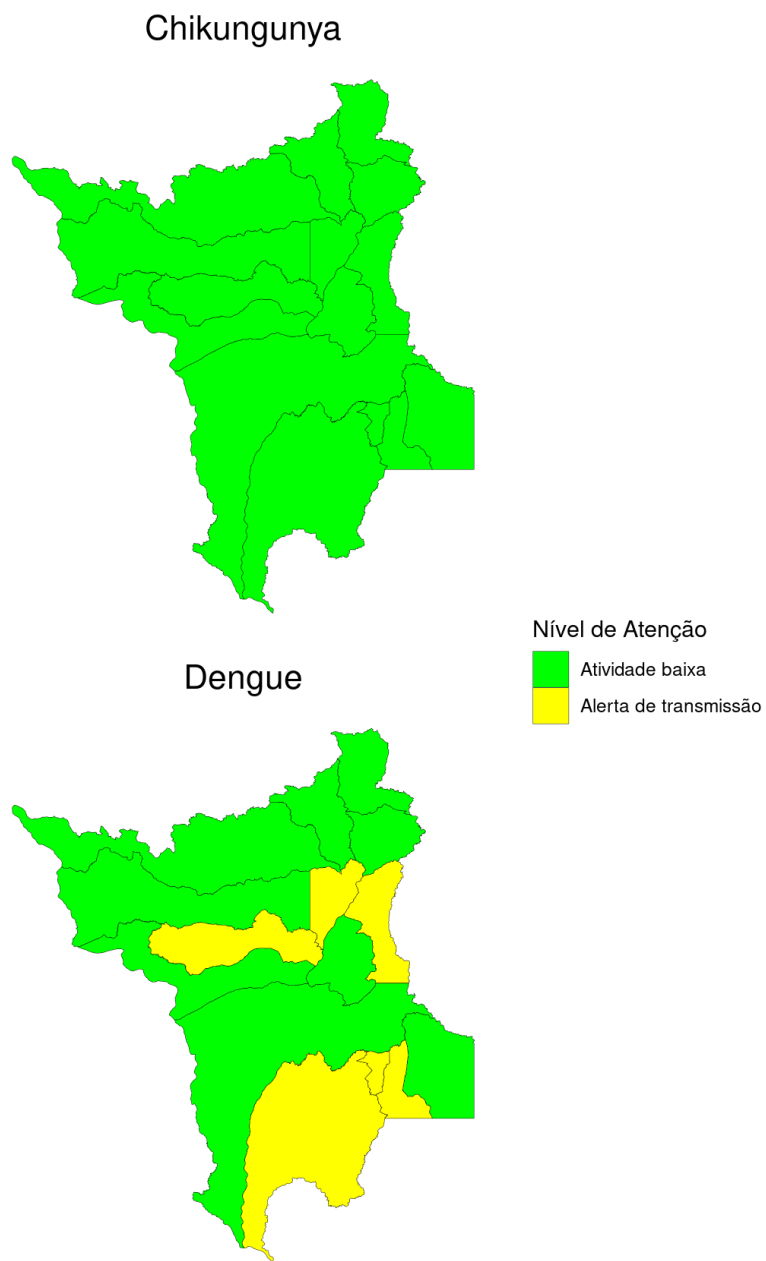 Chikungunya
Nível de Atenção
Atividade baixa
Alerta de transmissão
Dengue